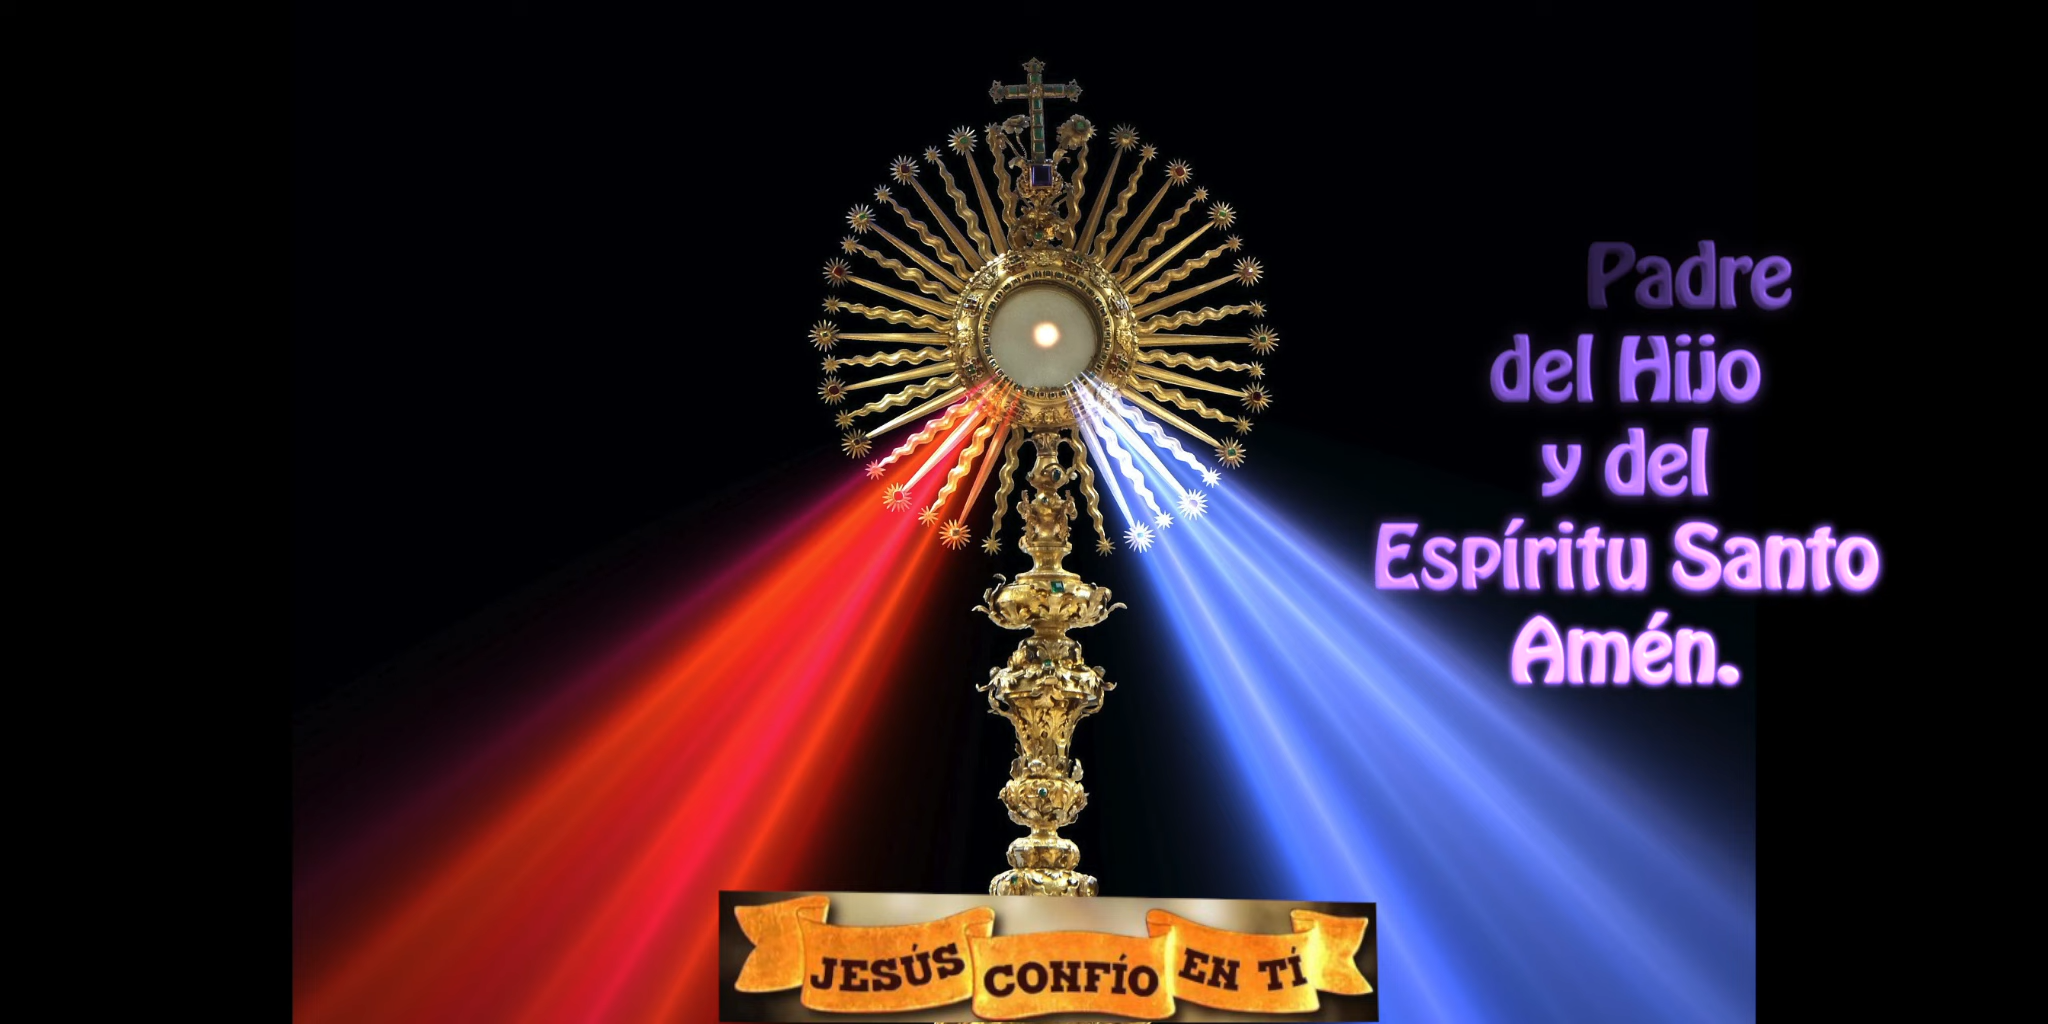 Padre
del Hijo
y del
Espíritu Santo
Amén.
JESÚS CONFÍO EN TÍ